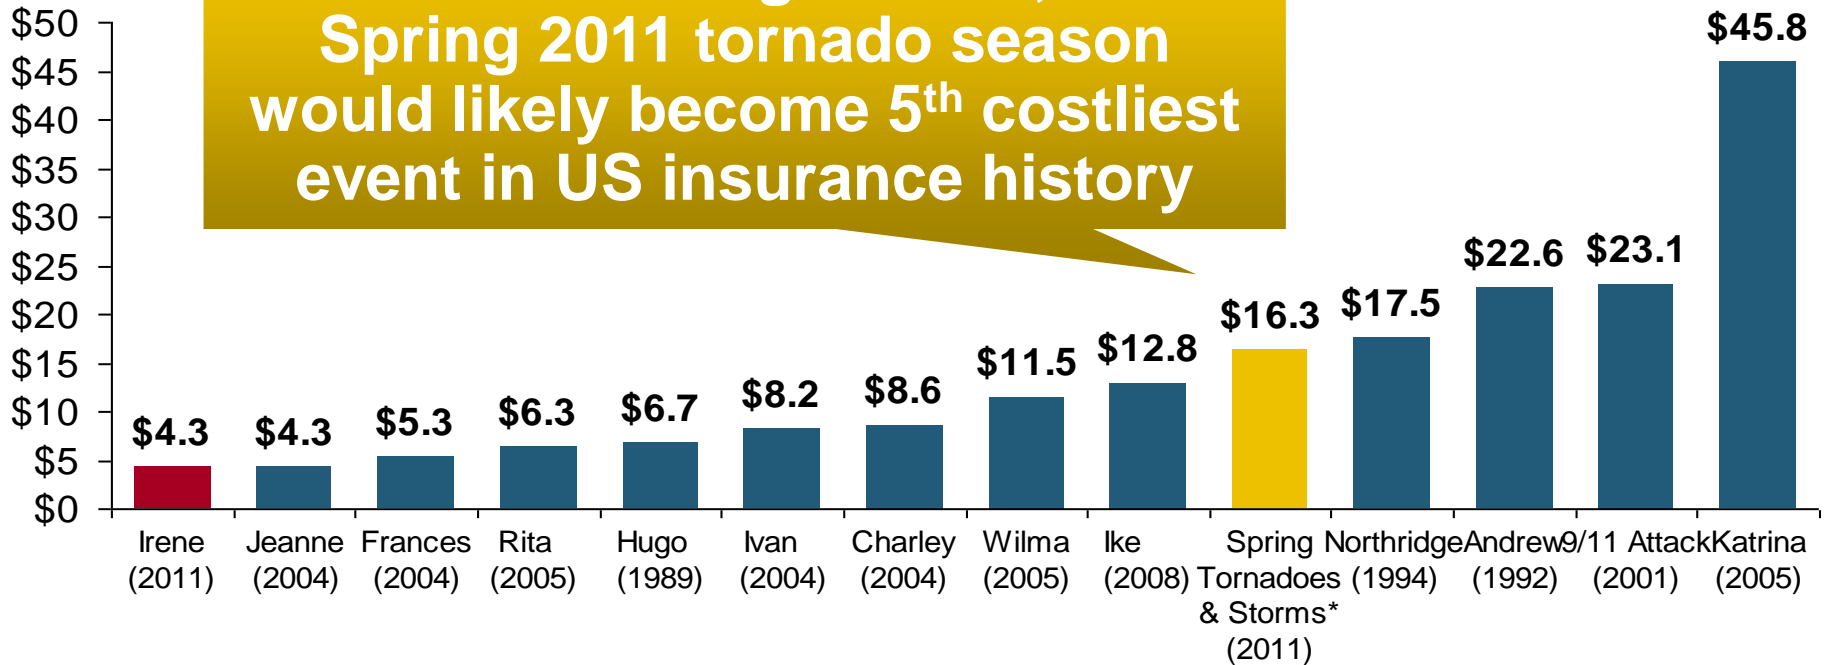 Spring 2011 tornado season
would likely become 5th costliest
event in US insurance history
$50
$45
$40
$35
$30
$25
$20
$15
$10
$5
$0
$4.3
$4.3
$5.3
$6.3
$6.7
$8.2
$8.6
$11.5
$12.8
$16.3
$17.5
$22.6
$23.1
$45.8
Irene
(2011)
Jeanne
(2004)
Frances
(2004)
Rita
(2005)
Hugo
(1989)
Ivan
(2004)
Charley
(2004)
Wilma
(2005)
Ike
(2008)
Spring
Tornadoes
& Storms*
(2011)
Northridge
(1994)
Andrew
(1992)
9/11 Attack
(2001)
Katrina
(2005)